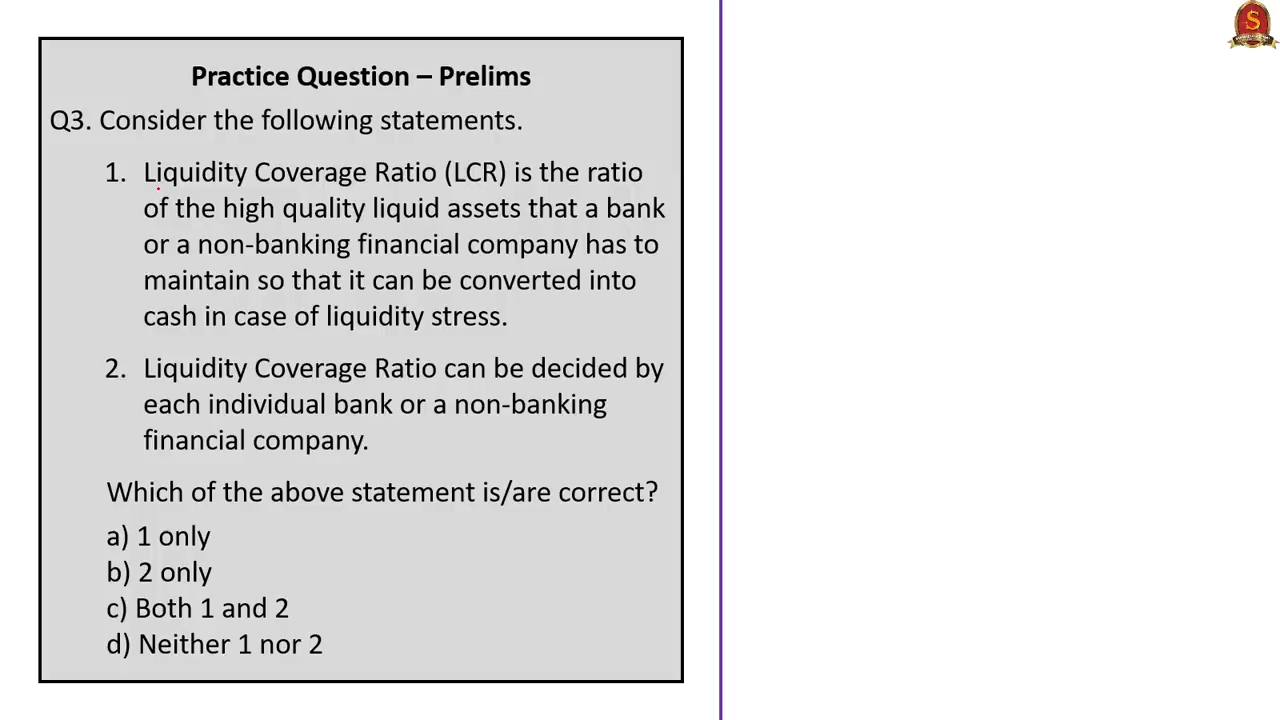 Practice Question – Prelims
Q3. Consider the following statements.
1. Liquidity Coverage Ratio (LCR) is the ratio
of the high quality liquid assets that a bank
or a non-banking financial company has to
maintain so that it can be converted into
cash in case of liquidity stress.
2. Liquidity Coverage Ratio can be decided by
each individual bank or a non-banking
financial company.
Which of the above statement is/are correct?
a) 1 only
b) 2 only
c) Both 1 and 2
d) Neither 1 nor 2
S